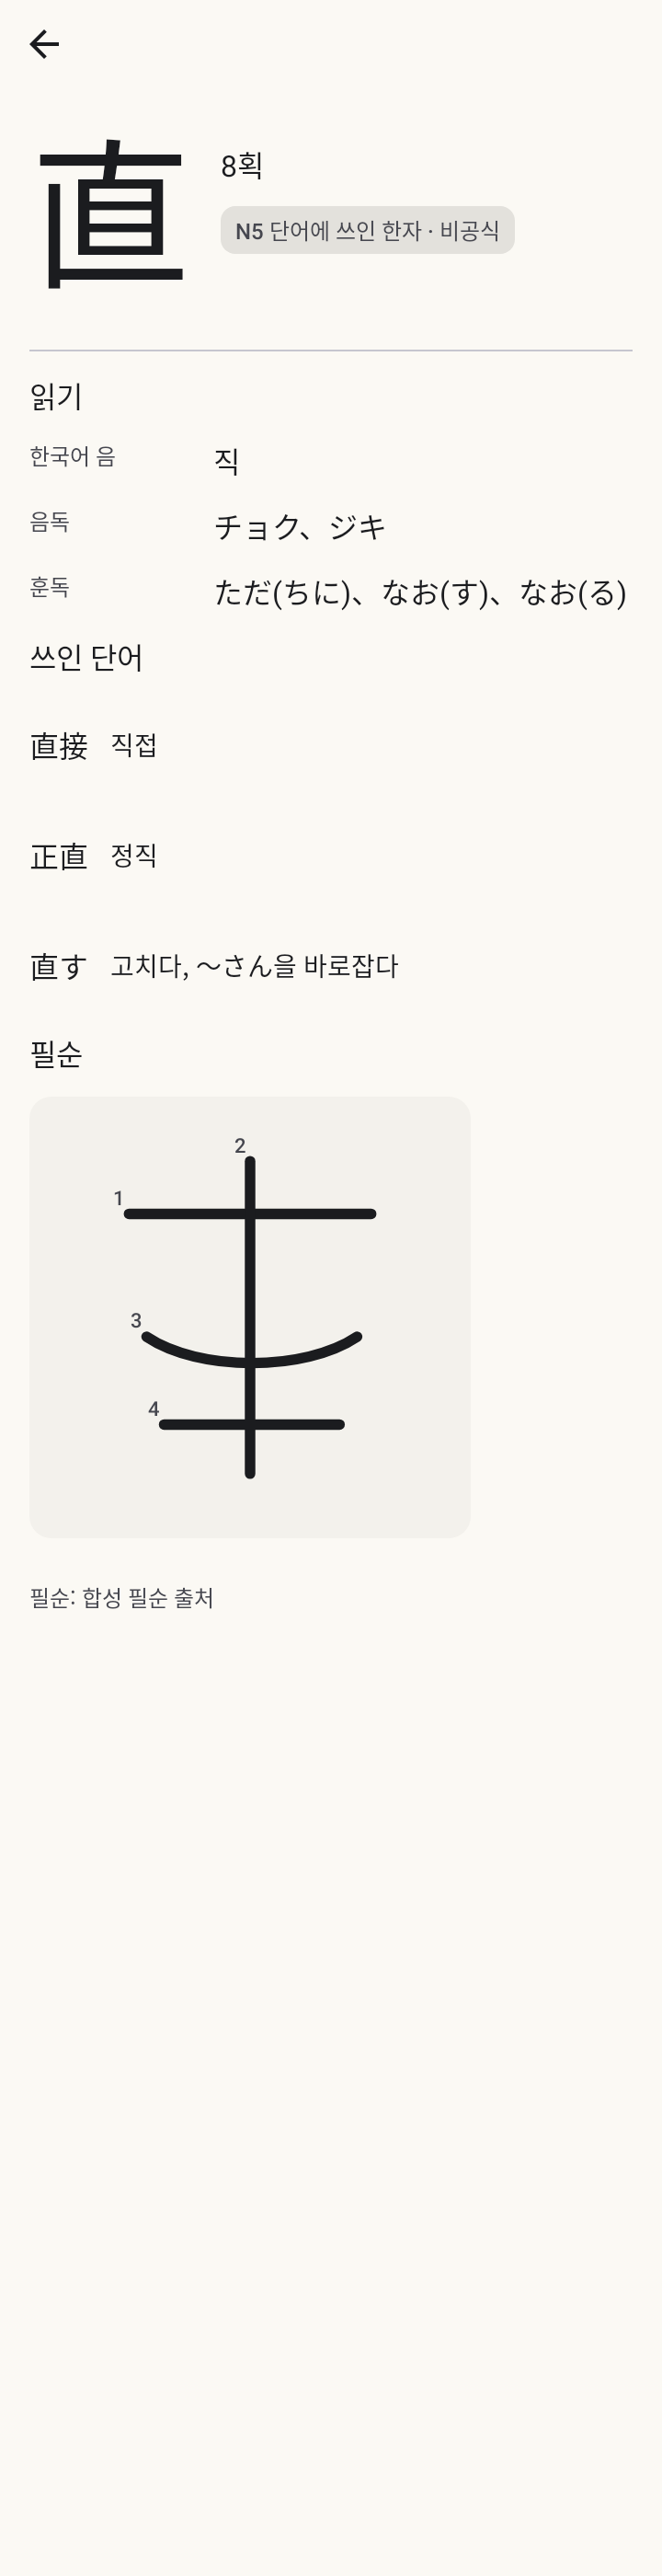 直
8획
N5 단어에 쓰인 한자 · 비공식
읽기
한국어 음 직
음독 チョク、ジキ
훈독 ただ(ちに)、なお(す)、なお(る)
쓰인 단어
直接 직접
正直 정직
直す 고치다, ～さん을 바로잡다
필순
2
1
3
4
필순: 합성 필순 출처